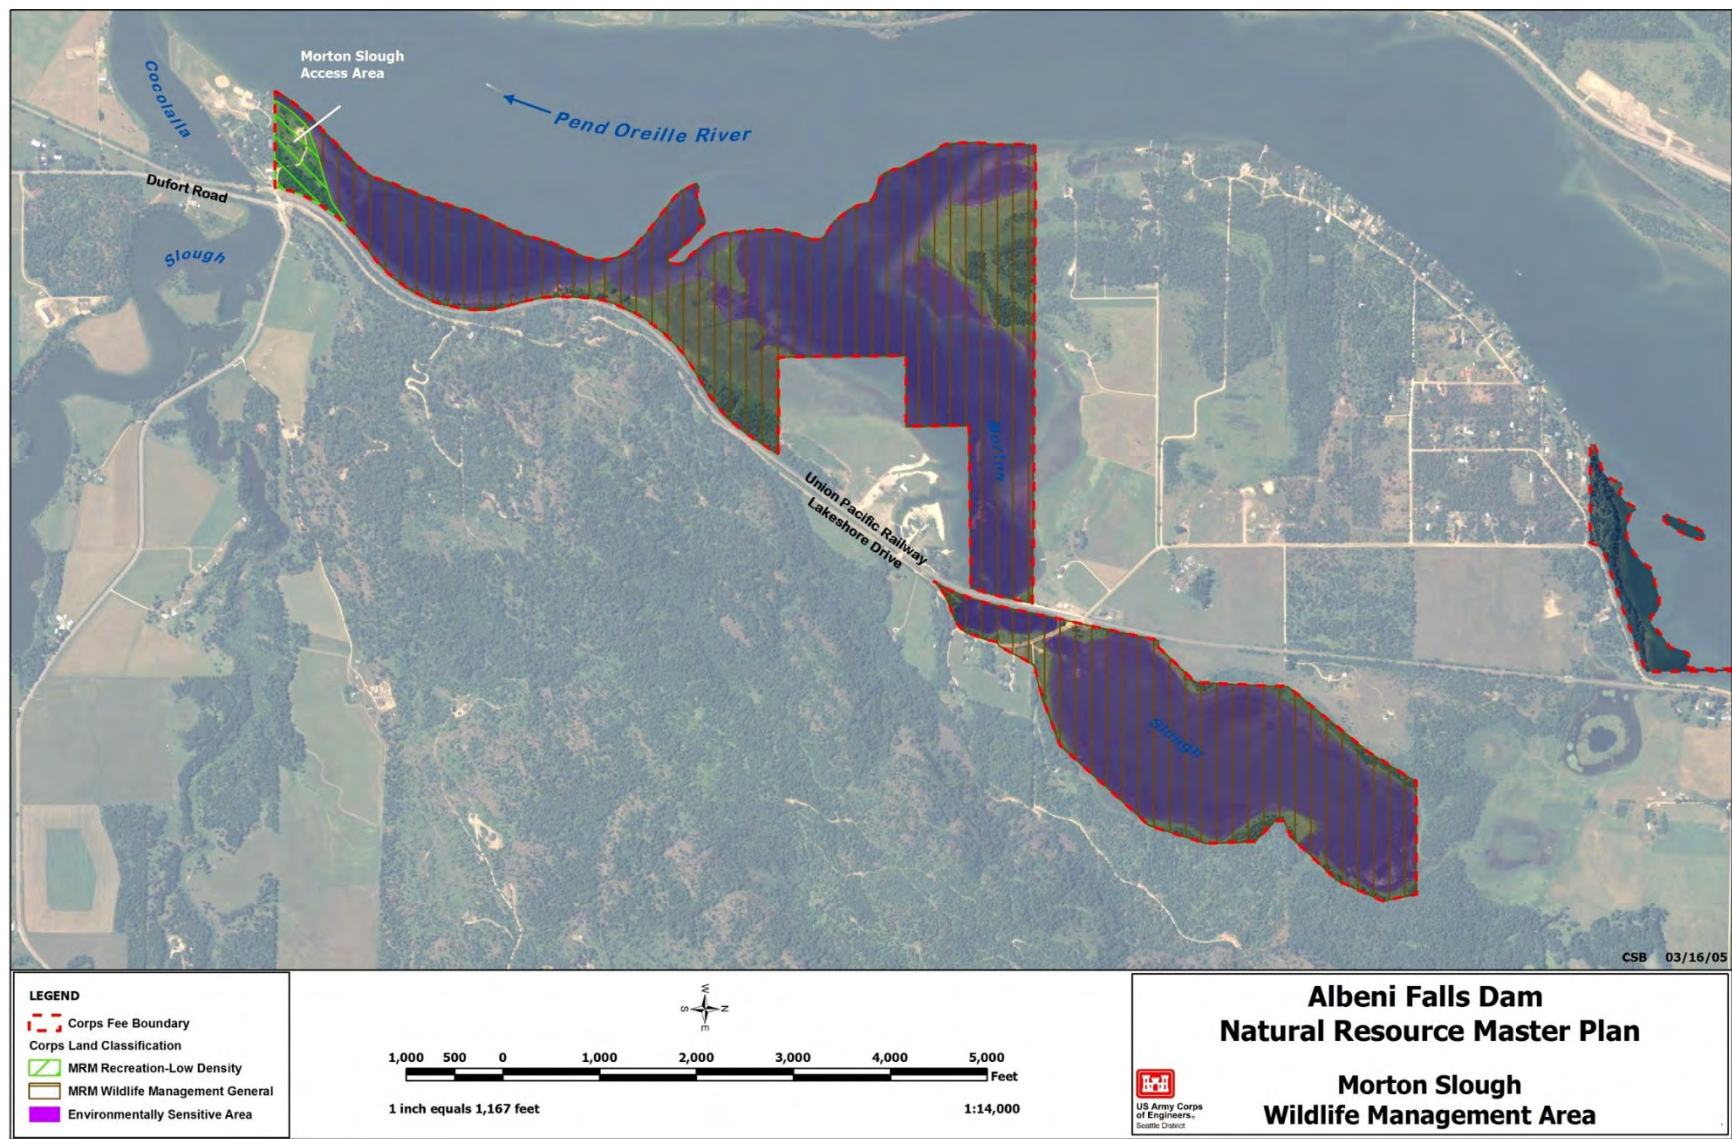 Morton Slough
Access Area
Cocolalla
Pend Oreille River
Dufort Road
Slough
Morton
Union Pacific Railway
Lakeshore Drive
Slough
CSB 03/16/05
LEGEND
Corps Fee Boundary
Corps Land Classification
MRM Recreation-Low Density
MRM Wildlife Management General
Environmentally Sensitive Area
W
S N
E
1,000 500 0 1,000 2,000 3,000 4,000 5,000
Feet
1 inch equals 1,167 feet
1:14,000
Albeni Falls Dam
Natural Resource Master Plan
US Army Corps
of Engineers®
Seattle District
Morton Slough
Wildlife Management Area